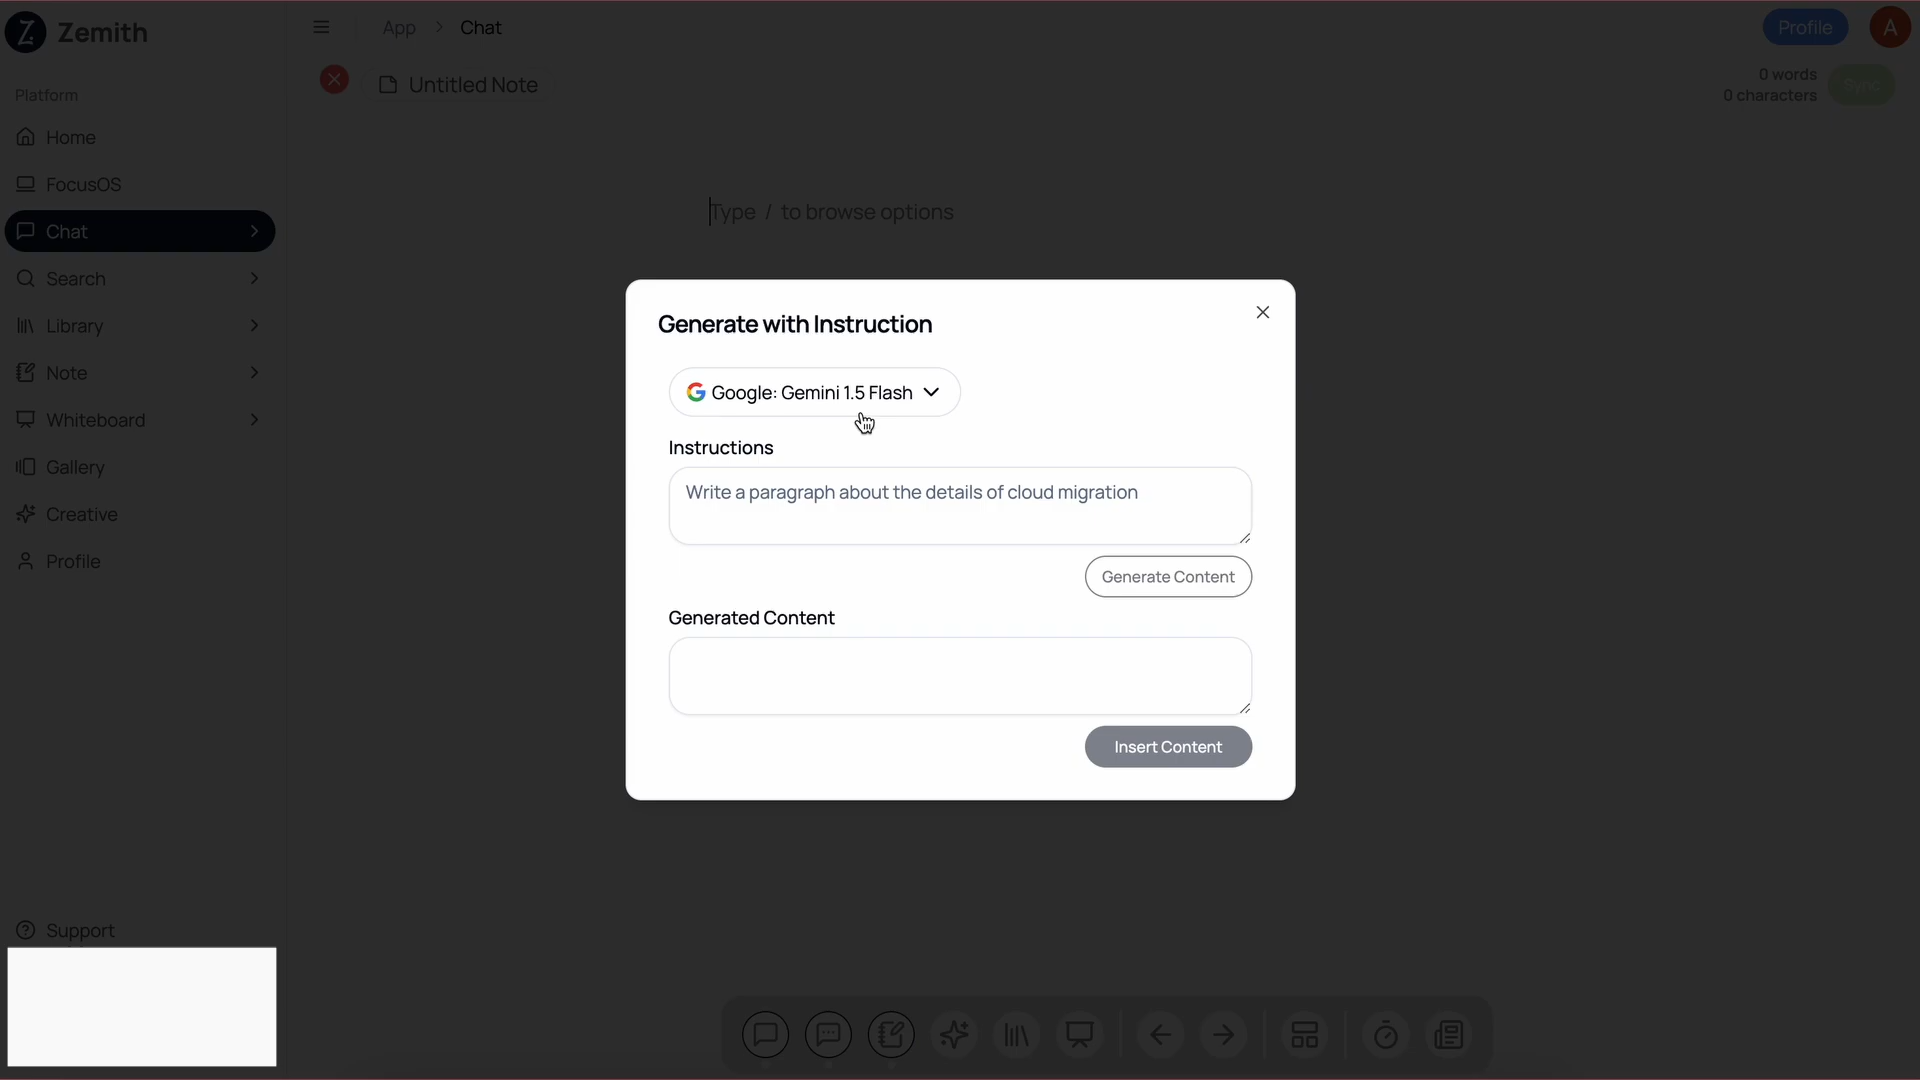 Zemith
App > Chat
Profile
A
Untitled Note
0 words
0 characters
Sync
Platform
Home
FocusOS
Chat
Search
Library
Note
Whiteboard
Gallery
Creative
Profile
Support
Type / to browse options
Generate with Instruction
Google: Gemini 1.5 Flash
Instructions
Write a paragraph about the details of cloud migration
Generate Content
Generated Content
Insert Content